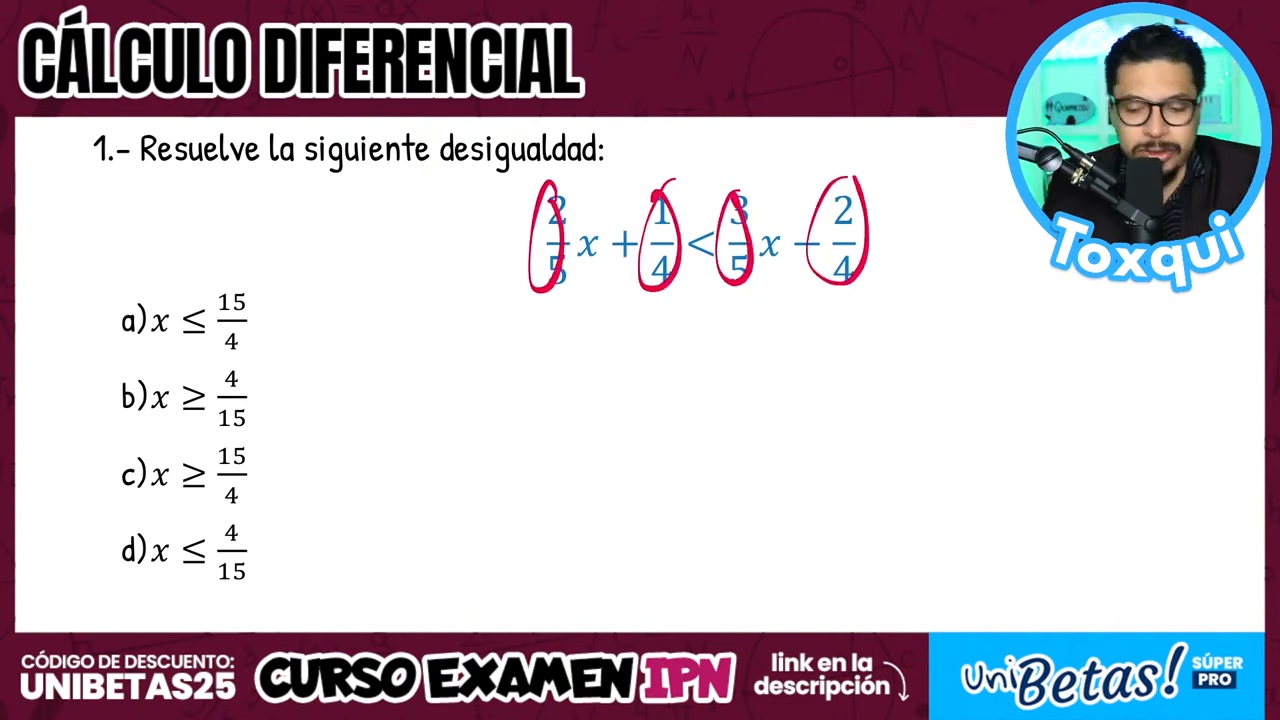 CÁLCULO DIFERENCIAL
1.- Resuelve la siguiente desigualdad:
2/5 x + 1/4 < 3/5 x − 2/4
a) x ≤ 15/4
b) x ≥ 4/15
c) x ≥ 15/4
d) x ≤ 4/15
Toxqui
CÓDIGO DE DESCUENTO:
UNIBETAS25
CURSO EXAMEN IPN
link en la
descripción
UniBetas!
SÚPER
PRO